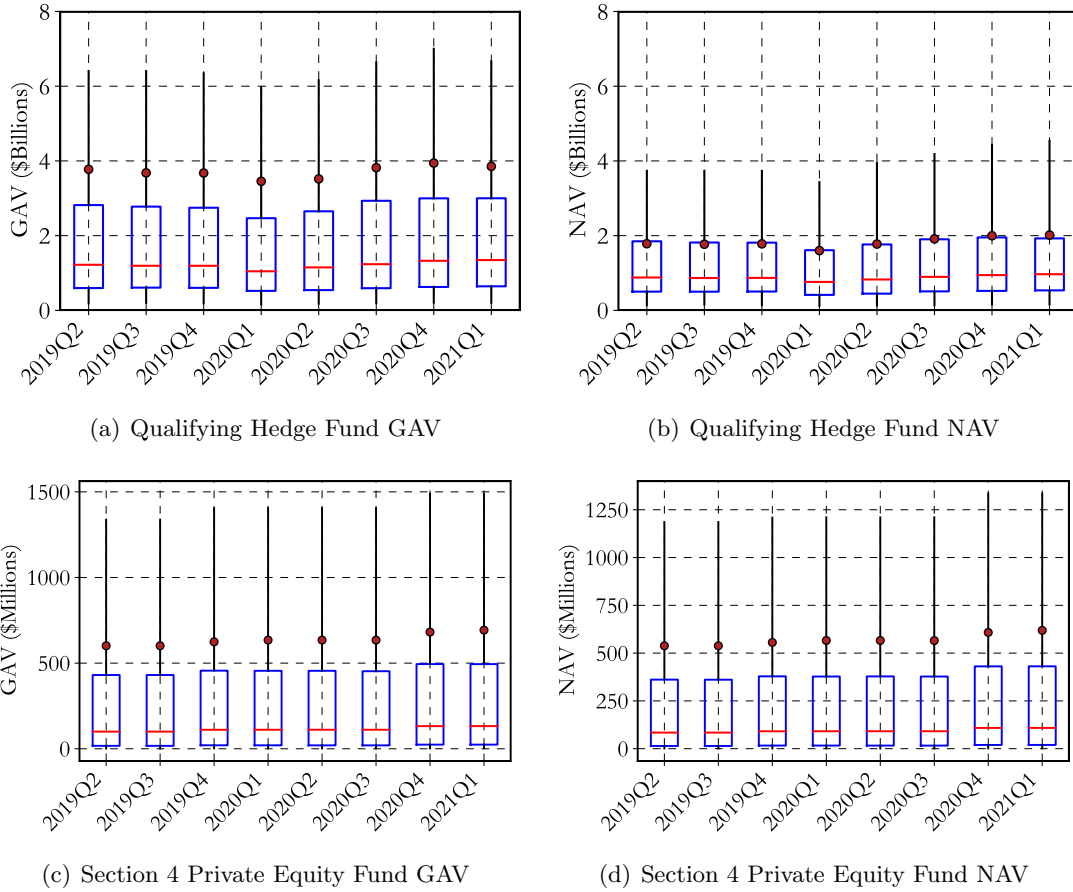 8
6
4
2
0
GAV ($Billions)
2019Q2
2019Q3
2019Q4
2020Q1
2020Q2
2020Q3
2020Q4
2021Q1
(a) Qualifying Hedge Fund GAV
8
6
4
2
0
NAV ($Billions)
2019Q2
2019Q3
2019Q4
2020Q1
2020Q2
2020Q3
2020Q4
2021Q1
(b) Qualifying Hedge Fund NAV
1500
1000
500
0
GAV ($Millions)
2019Q2
2019Q3
2019Q4
2020Q1
2020Q2
2020Q3
2020Q4
2021Q1
(c) Section 4 Private Equity Fund GAV
1250
1000
750
500
250
0
NAV ($Millions)
2019Q2
2019Q3
2019Q4
2020Q1
2020Q2
2020Q3
2020Q4
2021Q1
(d) Section 4 Private Equity Fund NAV